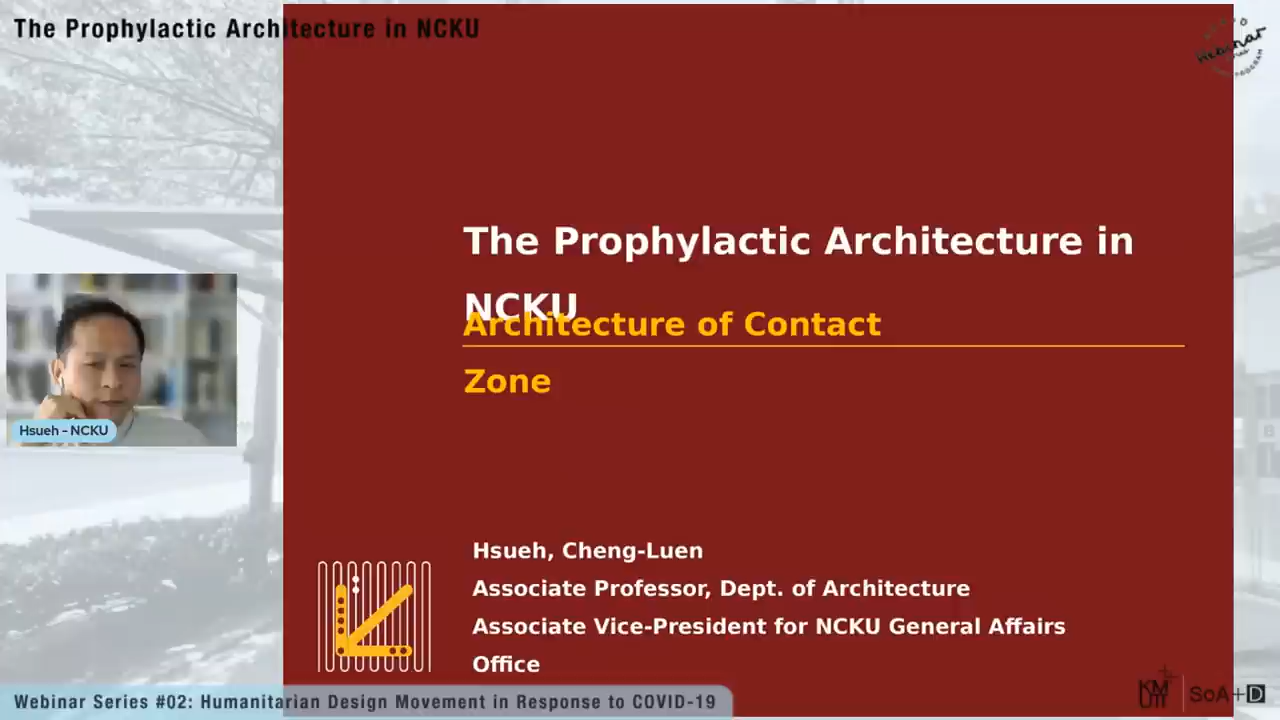 The Prophylactic Architecture in NCKU
Webinar
The Prophylactic Architecture in
NCKU
Architecture of Contact
Zone
Hsueh - NCKU
Hsueh, Cheng-Luen
Associate Professor, Dept. of Architecture
Associate Vice-President for NCKU General Affairs
Office
Webinar Series #02: Humanitarian Design Movement in Response to COVID-19
KMUTT
SoA+D